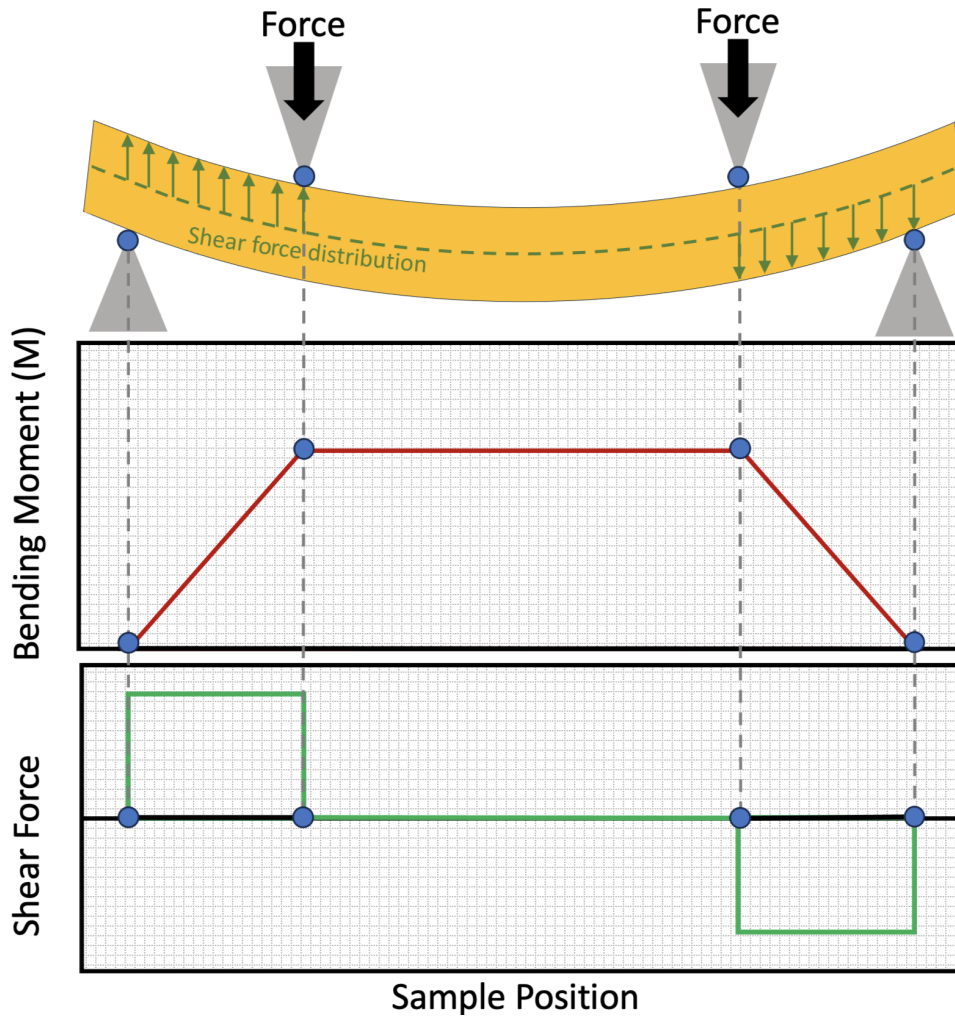 Force
Force
Shear force distribution
Bending Moment (M)
Shear Force
Sample Position